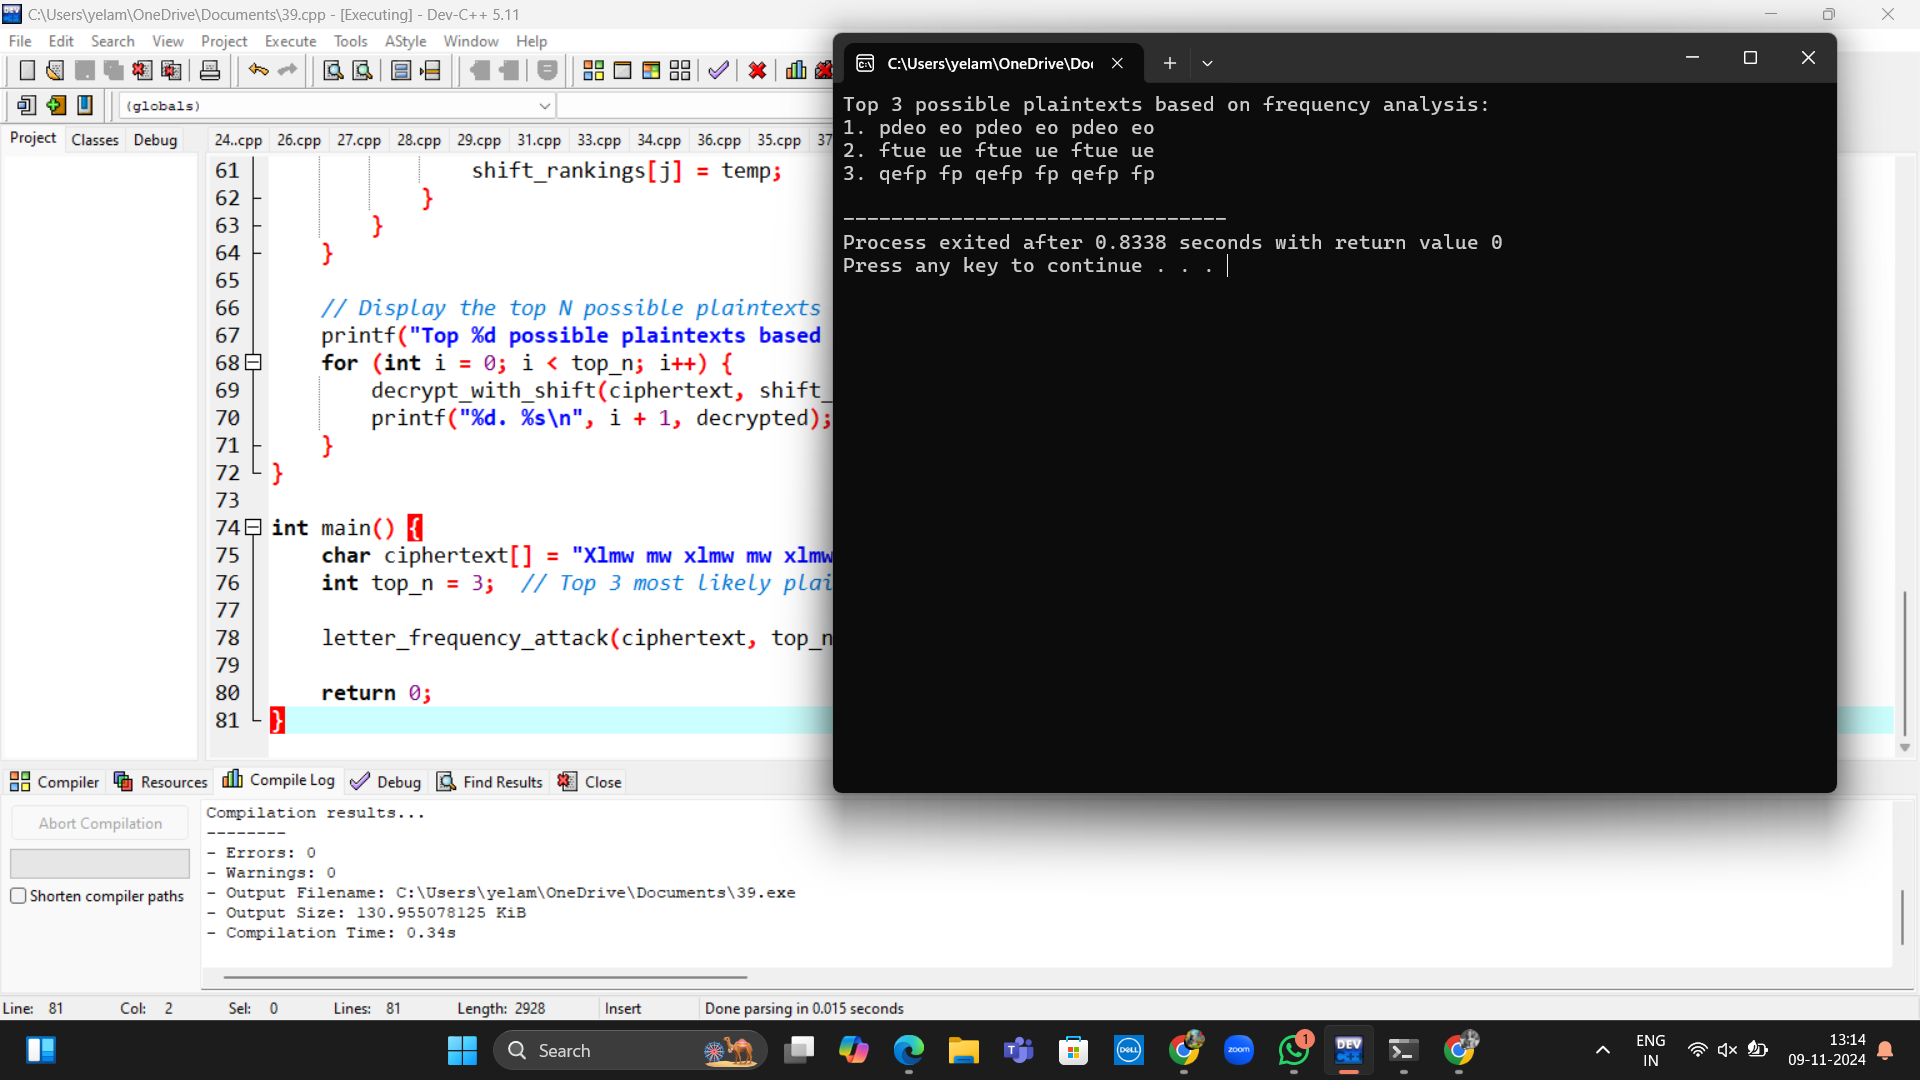 C:\Users\yelam\OneDrive\Documents\39.cpp - [Executing] - Dev-C++ 5.11
File Edit Search View Project Execute Tools AStyle Window Help
(globals)
Project Classes Debug
24..cpp 26.cpp 27.cpp 28.cpp 29.cpp 31.cpp 33.cpp 34.cpp 36.cpp 35.cpp 37
61 shift_rankings[j] = temp;
62 }
63 }
64 }
65
66 // Display the top N possible plaintexts
67 printf("Top %d possible plaintexts based
68 for (int i = 0; i < top_n; i++) {
69 decrypt_with_shift(ciphertext, shift_
70 printf("%d. %s\n", i + 1, decrypted);
71 }
72 }
73
74 int main() {
75 char ciphertext[] = "Xlmw mw xlmw mw xlmw
76 int top_n = 3; // Top 3 most likely plai
77
78 letter_frequency_attack(ciphertext, top_n
79
80 return 0;
81 }
C:\Users\yelam\OneDrive\Do
Top 3 possible plaintexts based on frequency analysis:
1. pdeo eo pdeo eo pdeo eo
2. ftue ue ftue ue ftue ue
3. qefp fp qefp fp qefp fp
--------------------------------
Process exited after 0.8338 seconds with return value 0
Press any key to continue . . .
Compiler Resources Compile Log Debug Find Results Close
Abort Compilation
Shorten compiler paths
Compilation results...
--------
- Errors: 0
- Warnings: 0
- Output Filename: C:\Users\yelam\OneDrive\Documents\39.exe
- Output Size: 130.955078125 KiB
- Compilation Time: 0.34s
Line: 81 Col: 2 Sel: 0 Lines: 81 Length: 2928 Insert Done parsing in 0.015 seconds
Search
DELL
zoom
1
DEV C++
ENG
IN
13:14
09-11-2024